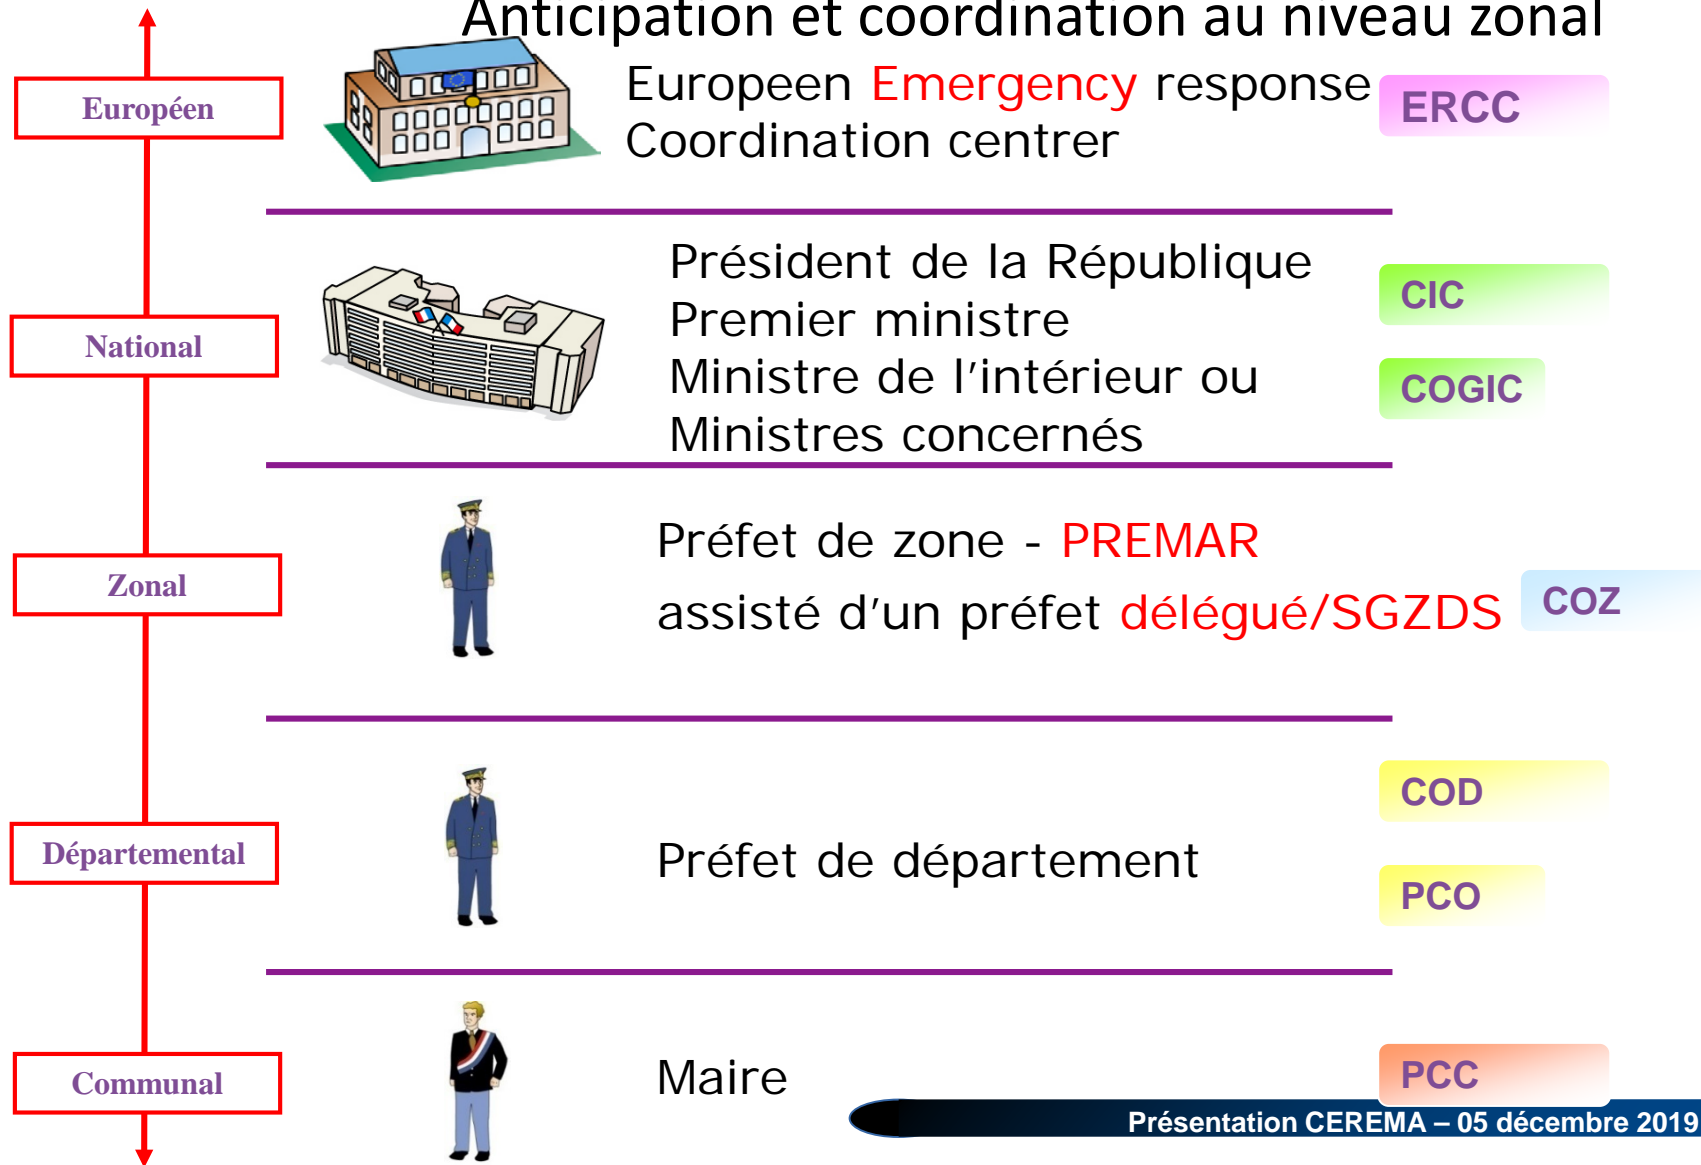 Anticipation et coordination au niveau zonal
Européen
Europeen Emergency response
Coordination centrer
ERCC
National
Président de la République
Premier ministre
Ministre de l'intérieur ou
Ministres concernés
CIC
COGIC
Zonal
Préfet de zone - PREMAR
assisté d'un préfet délégué/SGZDS
COZ
Départemental
Préfet de département
COD
PCO
Communal
Maire
PCC
Présentation CEREMA – 05 décembre 2019